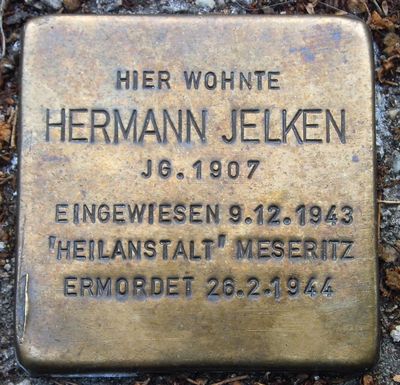 HIER WOHNTE
HERMANN JELKEN
JG. 1907
EINGEWIESEN 9.12.1943
'HEILANSTALT' MESERITZ
ERMORDET 26.2.1944